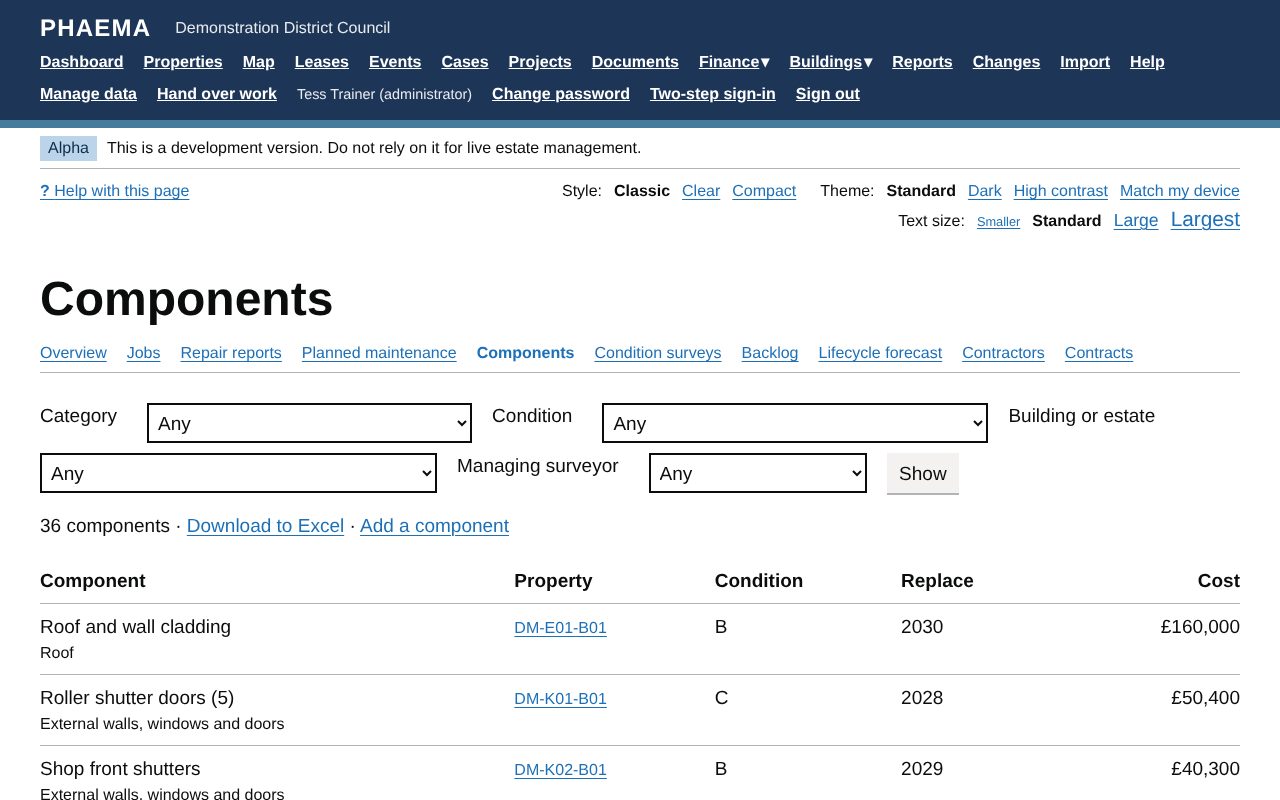 PHAEMA Demonstration District Council
Dashboard Properties Map Leases Events Cases Projects Documents Finance▾ Buildings▾ Reports Changes Import Help
Manage data Hand over work Tess Trainer (administrator) Change password Two-step sign-in Sign out
Alpha This is a development version. Do not rely on it for live estate management.
? Help with this page Style: Classic Clear Compact Theme: Standard Dark High contrast Match my device
Text size: Smaller Standard Large Largest
Components
Overview Jobs Repair reports Planned maintenance Components Condition surveys Backlog Lifecycle forecast Contractors Contracts
Category Any Condition Any Building or estate
Any Managing surveyor Any Show
36 components · Download to Excel · Add a component
Component Property Condition Replace Cost
Roof and wall cladding DM-E01-B01 B 2030 £160,000
Roof
Roller shutter doors (5) DM-K01-B01 C 2028 £50,400
External walls, windows and doors
Shop front shutters DM-K02-B01 B 2029 £40,300
External walls, windows and doors